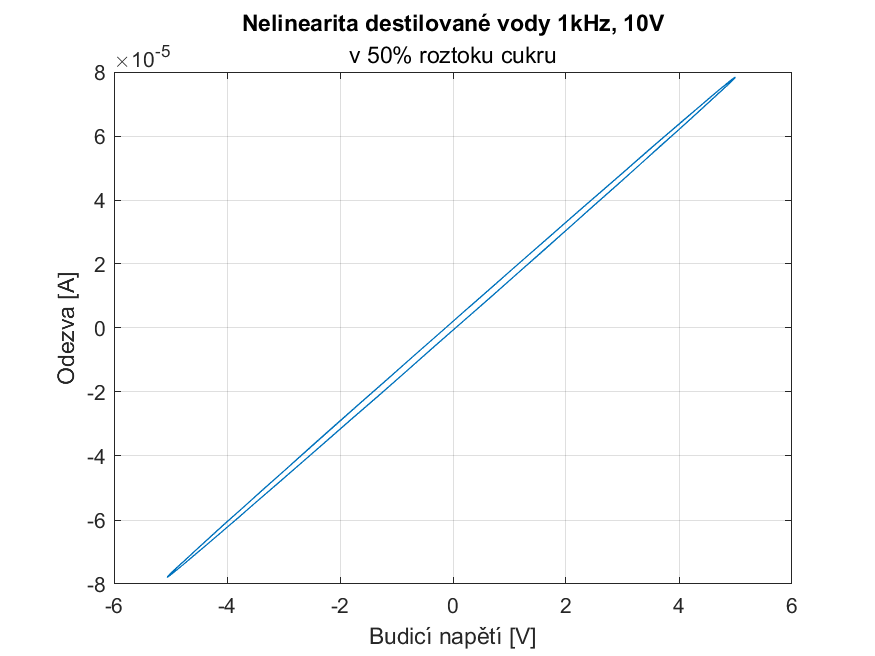 Nelinearita destilované vody 1kHz, 10V
v 50% roztoku cukru
×10-5
8
6
4
2
0
-2
-4
-6
-8
Odezva [A]
-6 -4 -2 0 2 4 6
Budicí napětí [V]